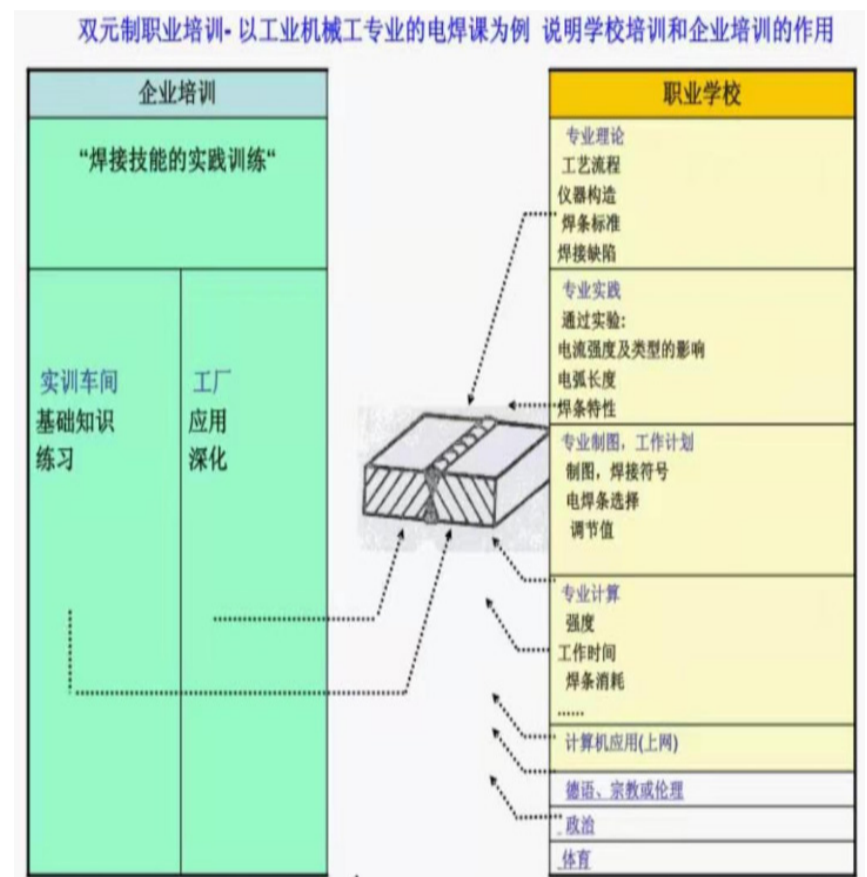 双元制职业培训- 以工业机械工专业的电焊课为例 说明学校培训和企业培训的作用
企业培训
“焊接技能的实践训练“
实训车间
基础知识
练习
工厂
应用
深化
职业学校
专业理论
工艺流程
仪器构造
焊条标准
焊接缺陷
专业实践
通过实验:
电流强度及类型的影响
电弧长度
焊条特性
专业制图，工作计划
制图，焊接符号
电焊条选择
调节值
专业计算
强度
工作时间
焊条消耗
......
计算机应用(上网)
德语、宗教或伦理
政治
体育